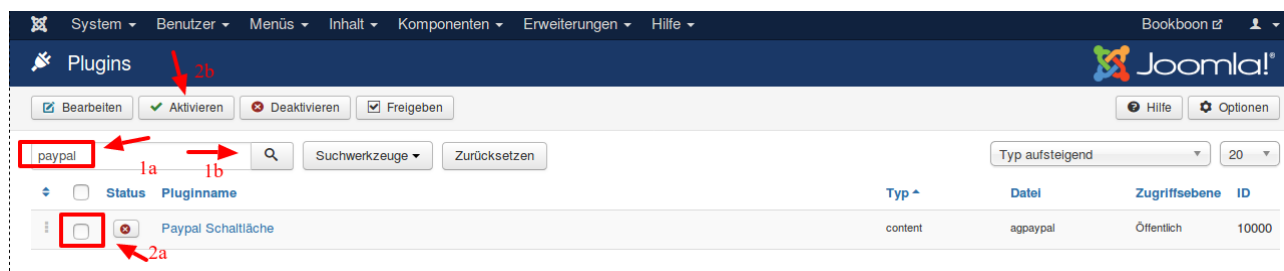 System Benutzer Menüs Inhalt Komponenten Erweiterungen Hilfe Bookboon
Plugins 2b Joomla!®
Bearbeiten Aktivieren Deaktivieren Freigeben Hilfe Optionen
paypal 1a 1b Suchwerkzeuge Zurücksetzen Typ aufsteigend 20
Status Pluginname Typ Datei Zugriffsebene ID
Paypal Schaltläche content agpaypal Öffentlich 10000
2a